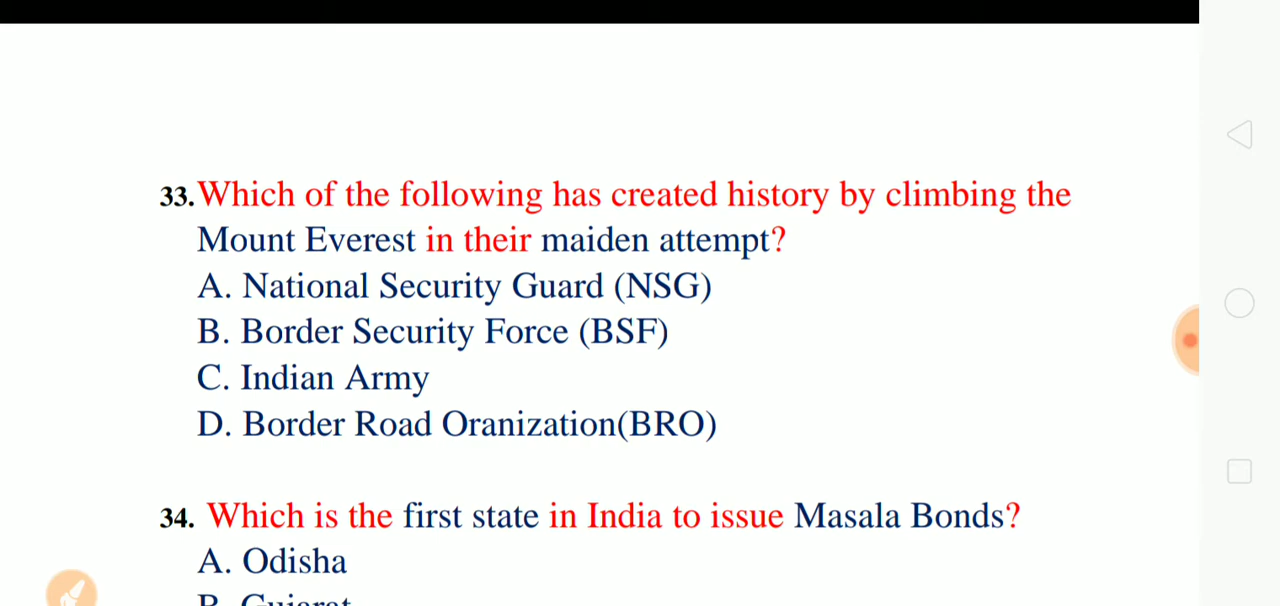 33. Which of the following has created history by climbing the
Mount Everest in their maiden attempt?
A. National Security Guard (NSG)
B. Border Security Force (BSF)
C. Indian Army
D. Border Road Oranization(BRO)
34. Which is the first state in India to issue Masala Bonds?
A. Odisha